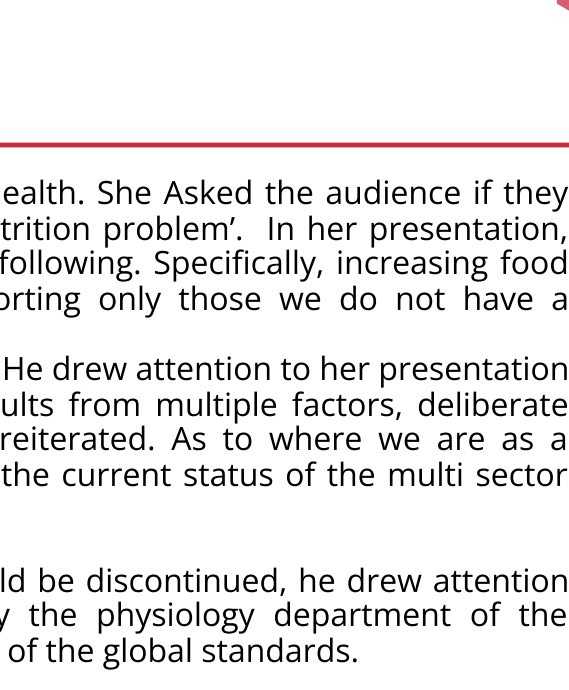 ealth. She Asked the audience if they
trition problem’. In her presentation,
following. Specifically, increasing food
orting only those we do not have a
He drew attention to her presentation
ults from multiple factors, deliberate
reiterated. As to where we are as a
the current status of the multi sector
ld be discontinued, he drew attention
y the physiology department of the
of the global standards.